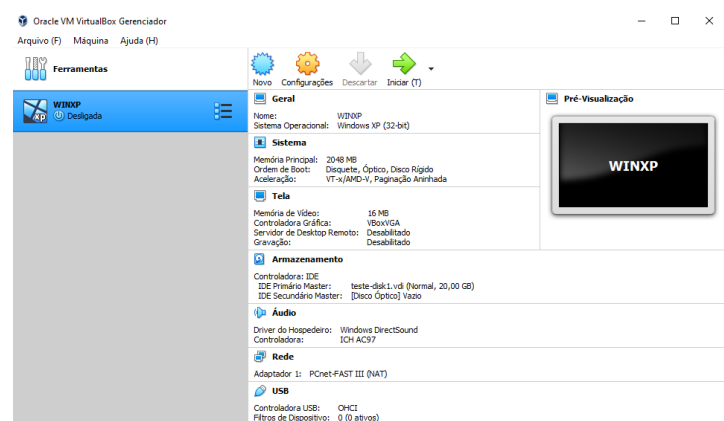 Oracle VM VirtualBox Gerenciador
Arquivo (F) Máquina Ajuda (H)
Ferramentas
Novo Configurações Descartar Iniciar (T)
WINXP
Desligada
xp
Geral
Nome: WINXP
Sistema Operacional: Windows XP (32-bit)
Sistema
Memória Principal: 2048 MB
Ordem de Boot: Disquete, Óptico, Disco Rígido
Aceleração: VT-x/AMD-V, Paginação Aninhada
Tela
Memória de Vídeo: 16 MB
Controladora Gráfica: VBoxVGA
Servidor de Desktop Remoto: Desabilitado
Gravação: Desabilitado
Armazenamento
Controladora: IDE
IDE Primário Master: teste-disk1.vdi (Normal, 20,00 GB)
IDE Secundário Master: [Disco Óptico] Vazio
Áudio
Driver do Hospedeiro: Windows DirectSound
Controladora: ICH AC97
Rede
Adaptador 1: PCnet-FAST III (NAT)
USB
Controladora USB: OHCI
Filtros de Dispositivo: 0 (0 ativos)
Pré-Visualização
WINXP